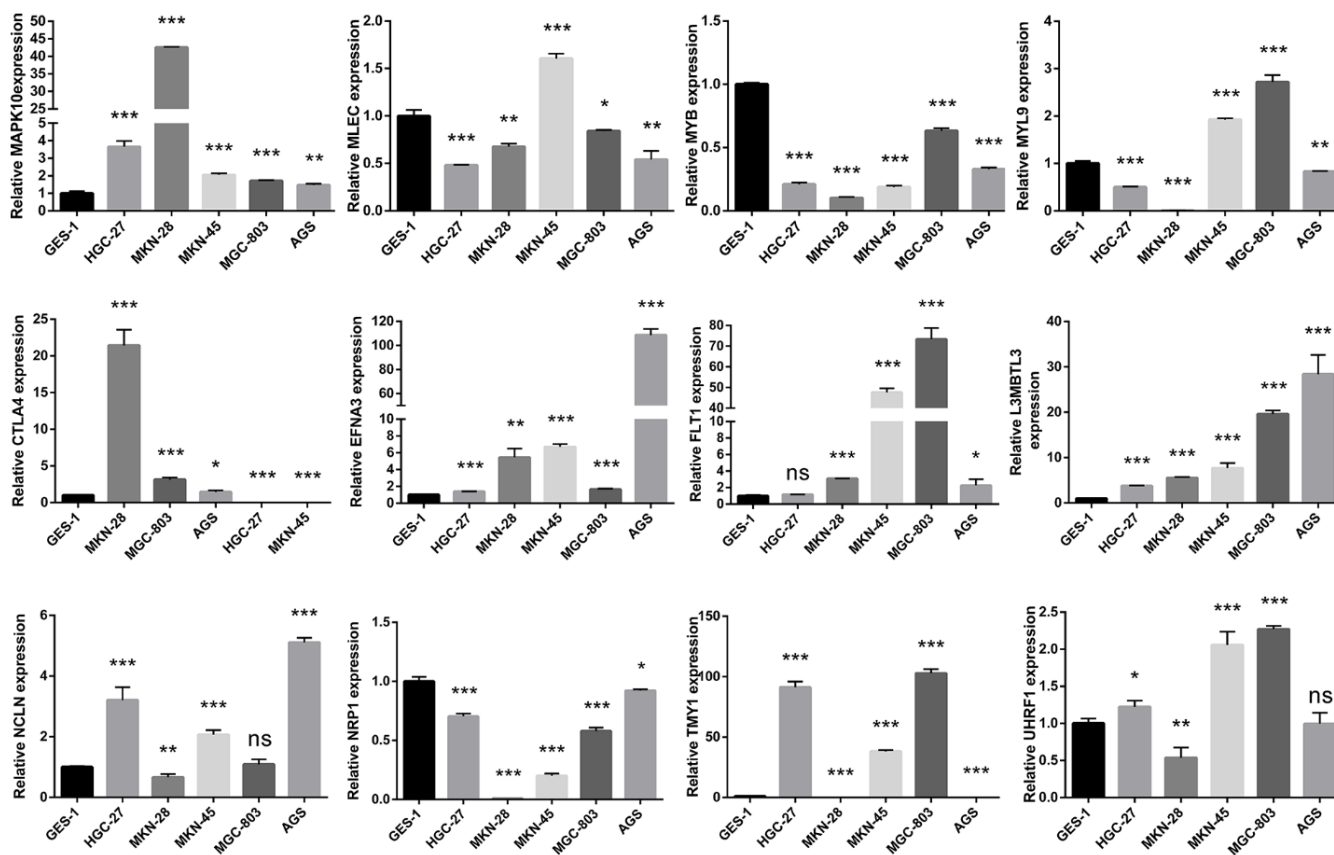 Relative MAPK10expression
50
45
40
35
30
25
20
15
10
5
5
4
3
2
1
0
***
***
***
***
**
GES-1
HGC-27
MKN-28
MKN-45
MGC-803
AGS
Relative MLEC expression
2.0
1.5
1.0
0.5
0.0
***
**
***
*
**
GES-1
HGC-27
MKN-28
MKN-45
MGC-803
AGS
Relative MYB expression
1.5
1.0
0.5
0.0
***
***
***
***
***
GES-1
HGC-27
MKN-28
MKN-45
MGC-803
AGS
Relative MYL9 expression
4
3
2
1
0
***
***
***
***
**
GES-1
HGC-27
MKN-28
MKN-45
MGC-803
AGS
Relative CTLA4 expression
25
20
15
10
5
0
***
***
*
***
***
GES-1
MKN-28
MGC-803
AGS
HGC-27
MKN-45
Relative EFNA3 expression
120
100
80
60
40
20
10
8
6
4
2
0
***
**
***
***
***
GES-1
HGC-27
MKN-28
MKN-45
MGC-803
AGS
Relative FLT1 expression
80
70
60
50
40
10
8
6
4
2
0
ns
***
***
***
*
GES-1
HGC-27
MKN-28
MKN-45
MGC-803
AGS
Relative L3MBTL3
expression
40
30
20
10
0
***
***
***
***
***
GES-1
HGC-27
MKN-28
MKN-45
MGC-803
AGS
Relative NCLN expression
6
4
2
0
***
**
***
ns
***
GES-1
HGC-27
MKN-28
MKN-45
MGC-803
AGS
Relative NRP1 expression
1.5
1.0
0.5
0.0
***
***
***
***
*
GES-1
HGC-27
MKN-28
MKN-45
MGC-803
AGS
Relative TMY1 expression
150
100
50
0
***
***
***
***
***
GES-1
HGC-27
MKN-28
MKN-45
MGC-803
AGS
Relative UHRF1 expression
2.5
2.0
1.5
1.0
0.5
0.0
*
**
***
***
ns
GES-1
HGC-27
MKN-28
MKN-45
MGC-803
AGS